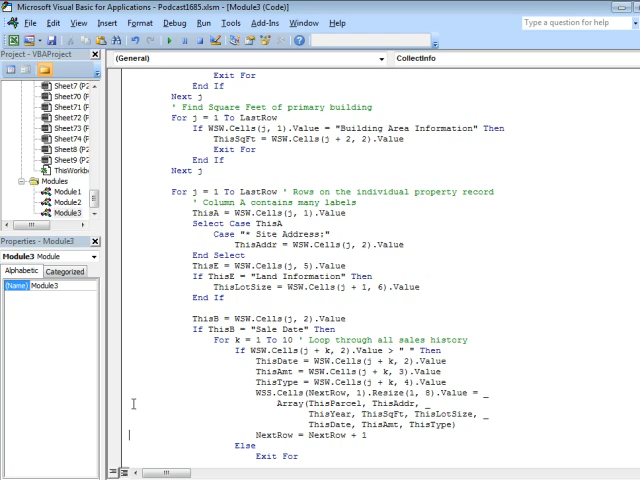 Microsoft Visual Basic for Applications - Podcast1685.xlsm - [Module3 (Code)]
File Edit View Insert Format Debug Run Tools Add-Ins Window Help
Type a question for help
Project - VBAProject
(General)
CollectInfo
Sheet7 (P2
Sheet70 (
Sheet71 (
Sheet72 (
Sheet73 (
Sheet74 (
Sheet8 (P
Sheet9 (P
ThisWorkb
Modules
Module1
Module2
Module3
Properties - Module3
Module3 Module
Alphabetic Categorized
(Name) Module3
Exit For
End If
Next j
' Find Square Feet of primary building
For j = 1 To LastRow
If WSW.Cells(j, 1).Value = "Building Area Information" Then
ThisSqFt = WSW.Cells(j + 2, 2).Value
Exit For
End If
Next j
For j = 1 To LastRow ' Rows on the individual property record
' Column A contains many labels
ThisA = WSW.Cells(j, 1).Value
Select Case ThisA
Case "* Site Address:"
ThisAddr = WSW.Cells(j, 2).Value
End Select
ThisE = WSW.Cells(j, 5).Value
If ThisE = "Land Information" Then
ThisLotSize = WSW.Cells(j + 1, 6).Value
End If
ThisB = WSW.Cells(j, 2).Value
If ThisB = "Sale Date" Then
For k = 1 To 10 ' Loop through all sales history
If WSW.Cells(j + k, 2).Value > " " Then
ThisDate = WSW.Cells(j + k, 2).Value
ThisAmt = WSW.Cells(j + k, 3).Value
ThisType = WSW.Cells(j + k, 4).Value
WSS.Cells(NextRow, 1).Resize(1, 8).Value = _
Array(ThisParcel, ThisAddr, _
ThisYear, ThisSqFt, ThisLotSize, _
ThisDate, ThisAmt, ThisType)
NextRow = NextRow + 1
Else
Exit For